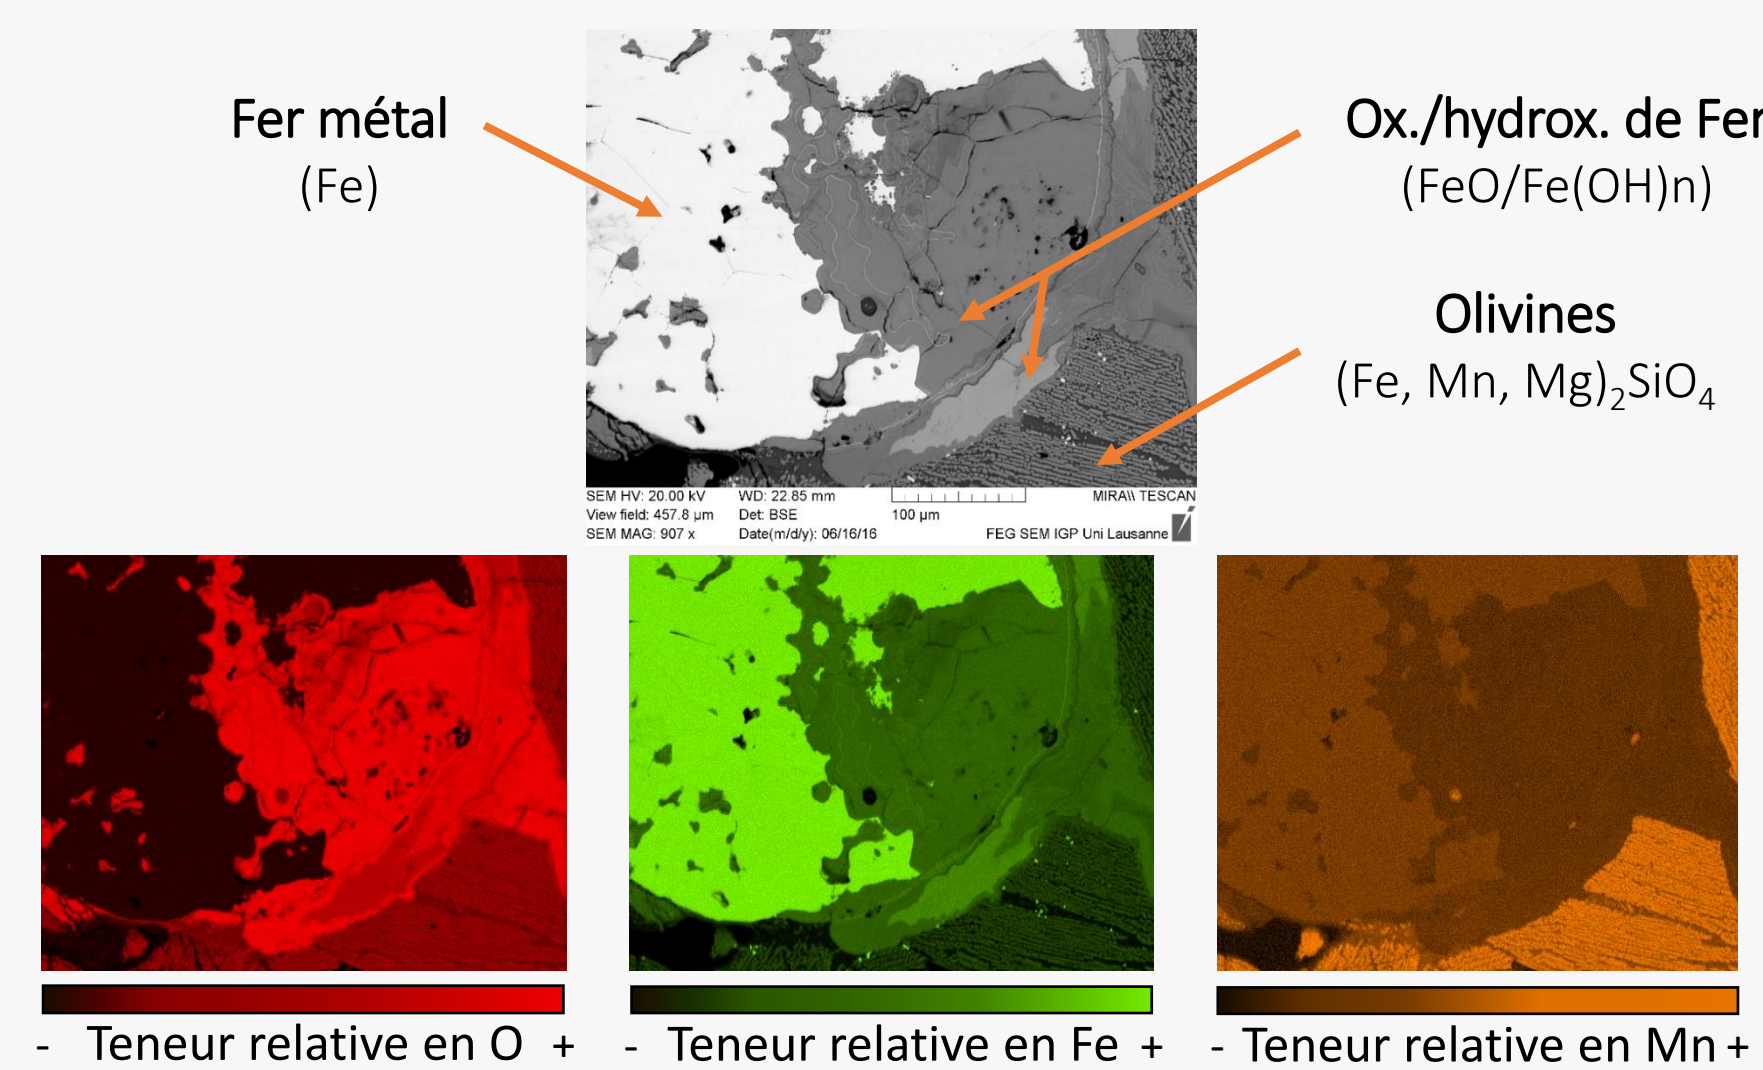 Fer métal
(Fe)
Ox./hydrox. de Fer
(FeO/Fe(OH)n)
Olivines
(Fe, Mn, Mg)2SiO4
SEM HV: 20.00 kV WD: 22.85 mm MIRA\\ TESCAN
View field: 457.8 µm Det: BSE 100 µm
SEM MAG: 907 x Date(m/d/y): 06/16/16 FEG SEM IGP Uni Lausanne
- Teneur relative en O +
- Teneur relative en Fe +
- Teneur relative en Mn +